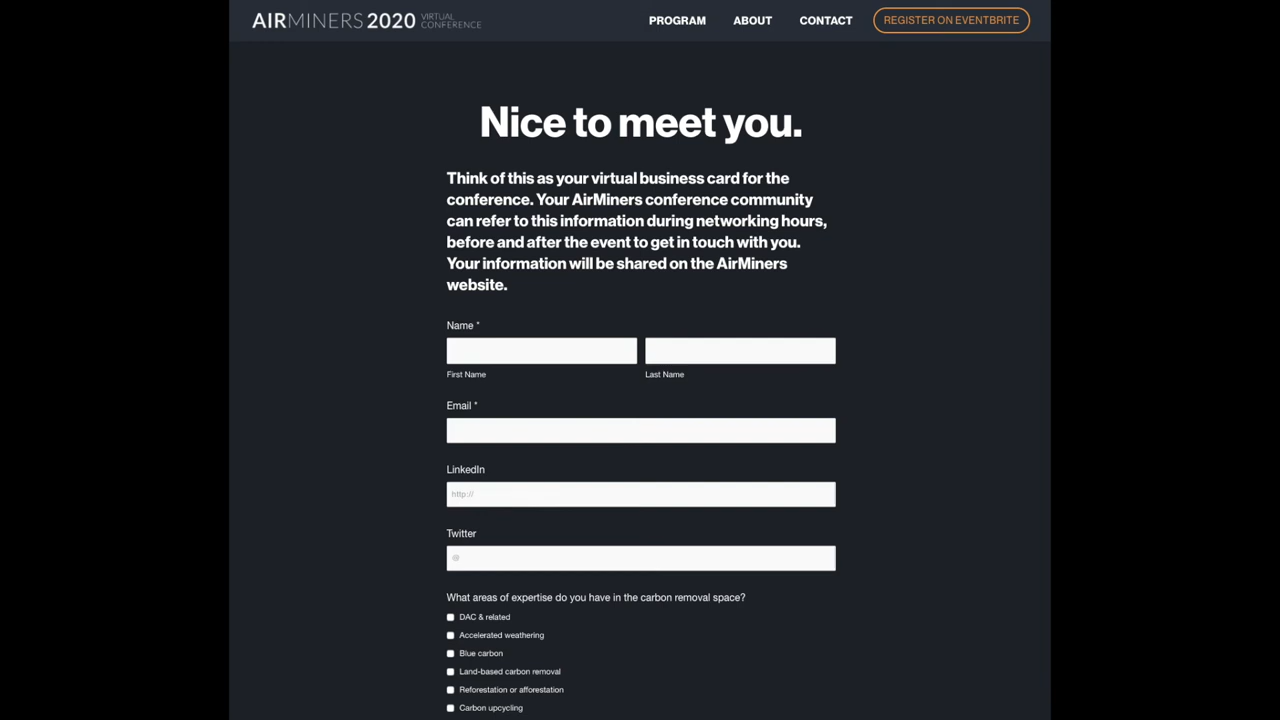 AIRMINERS 2020 VIRTUAL CONFERENCE
PROGRAM ABOUT CONTACT REGISTER ON EVENTBRITE
Nice to meet you.
Think of this as your virtual business card for the
conference. Your AirMiners conference community
can refer to this information during networking hours,
before and after the event to get in touch with you.
Your information will be shared on the AirMiners
website.
Name *
First Name Last Name
Email *
LinkedIn
http://
Twitter
@
What areas of expertise do you have in the carbon removal space?
DAC & related
Accelerated weathering
Blue carbon
Land-based carbon removal
Reforestation or afforestation
Carbon upcycling